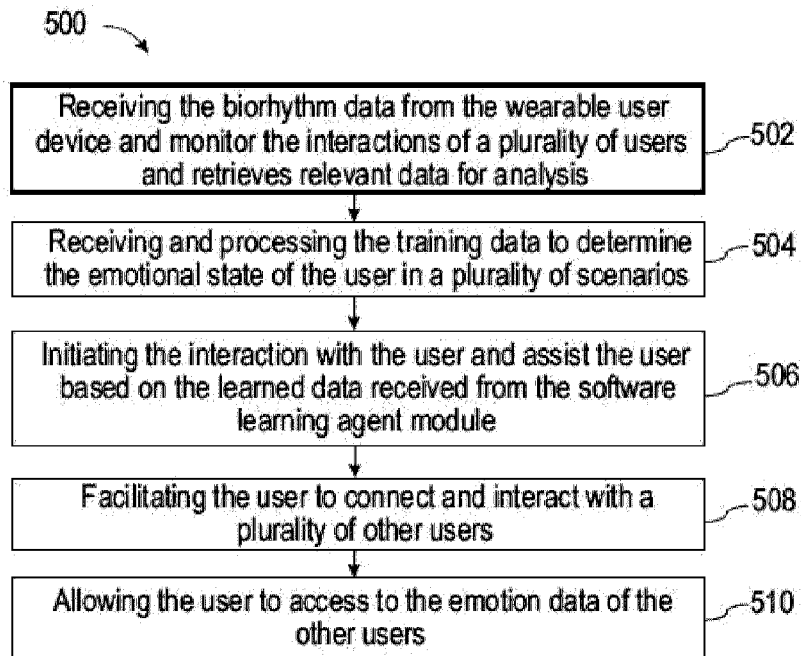 500
Receiving the biorhythm data from the wearable user
device and monitor the interactions of a plurality of users
and retrieves relevant data for analysis
502
Receiving and processing the training data to determine
the emotional state of the user in a plurality of scenarios
504
Initiating the interaction with the user and assist the user
based on the learned data received from the software
learning agent module
506
Facilitating the user to connect and interact with a
plurality of other users
508
Allowing the user to access to the emotion data of the
other users
510